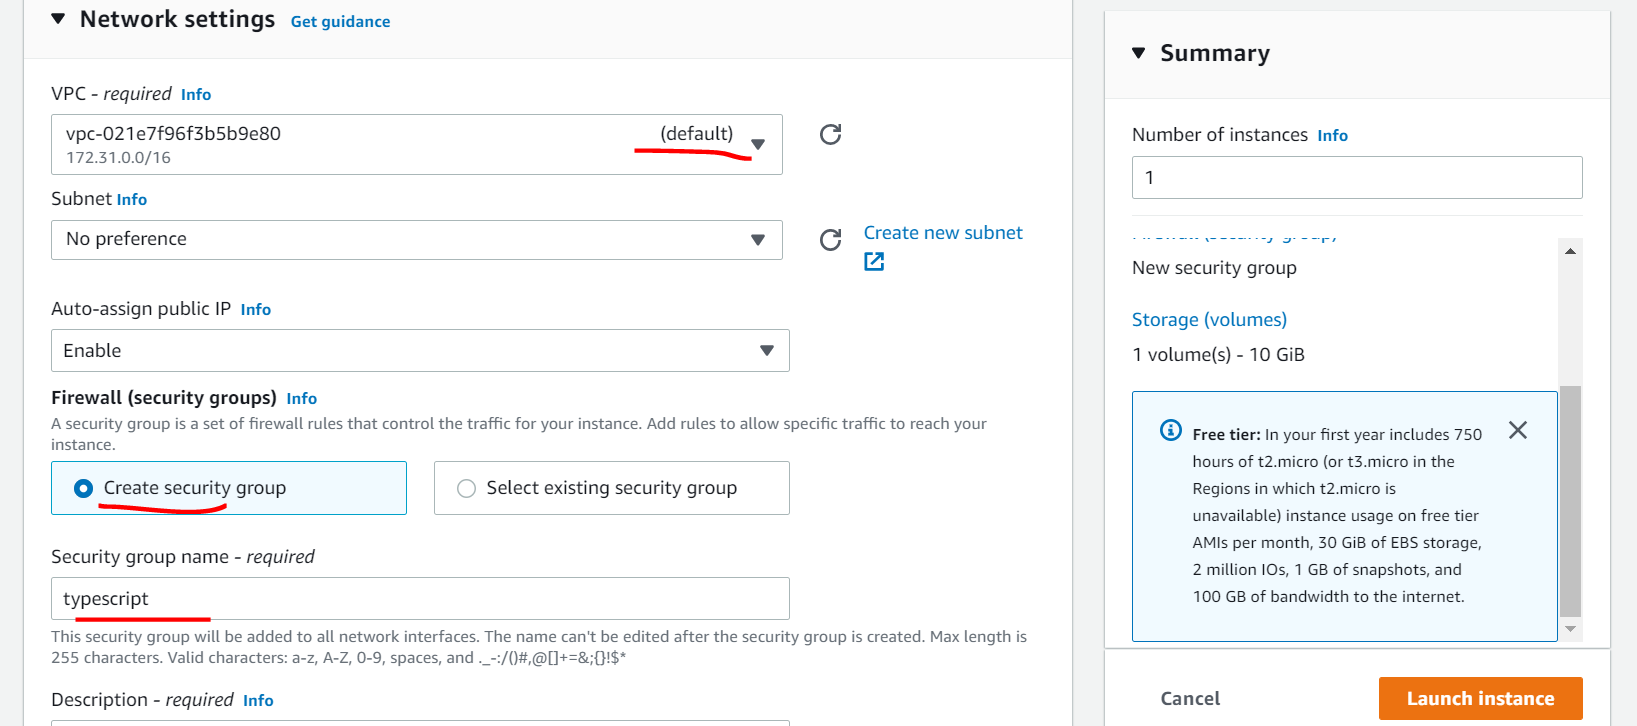 Network settings Get guidance
VPC - required Info
vpc-021e7f96f3b5b9e80 (default)
172.31.0.0/16
Subnet Info
No preference
Create new subnet
Auto-assign public IP Info
Enable
Firewall (security groups) Info
A security group is a set of firewall rules that control the traffic for your instance. Add rules to allow specific traffic to reach your
instance.
Create security group
Select existing security group
Security group name - required
typescript
This security group will be added to all network interfaces. The name can't be edited after the security group is created. Max length is
255 characters. Valid characters: a-z, A-Z, 0-9, spaces, and ._-:/()#,@[]+=&;{}!$*
Description - required Info
Summary
Number of instances Info
1
Firewall (security group)
New security group
Storage (volumes)
1 volume(s) - 10 GiB
Free tier: In your first year includes 750
hours of t2.micro (or t3.micro in the
Regions in which t2.micro is
unavailable) instance usage on free tier
AMIs per month, 30 GiB of EBS storage,
2 million IOs, 1 GB of snapshots, and
100 GB of bandwidth to the internet.
Cancel
Launch instance